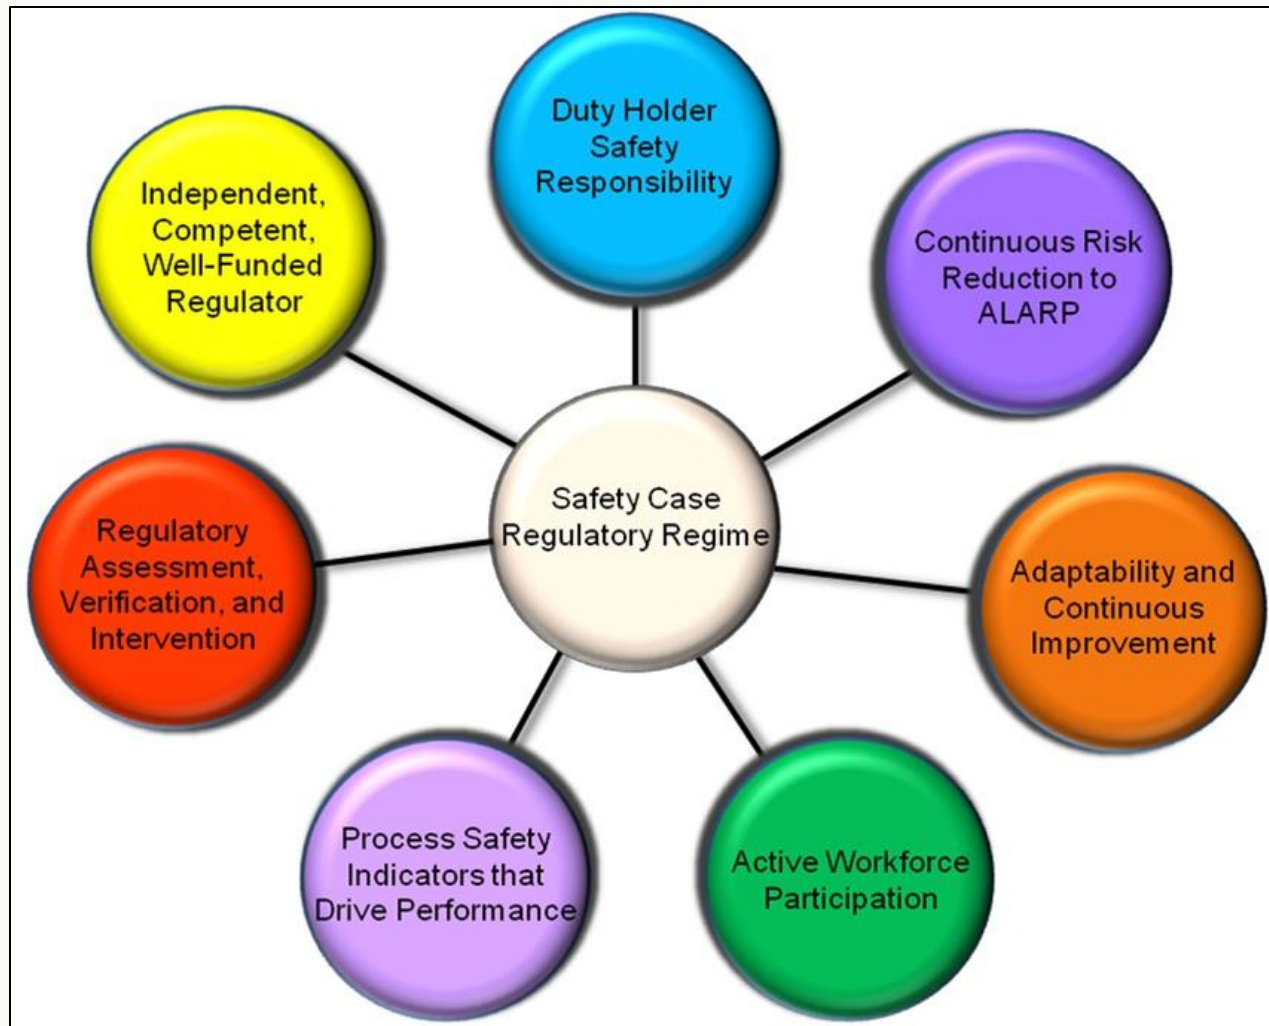 Duty Holder
Safety
Responsibility
Continuous Risk
Reduction to
ALARP
Adaptability and
Continuous
Improvement
Active Workforce
Participation
Process Safety
Indicators that
Drive Performance
Regulatory
Assessment,
Verification, and
Intervention
Independent,
Competent,
Well-Funded
Regulator
Safety Case
Regulatory Regime